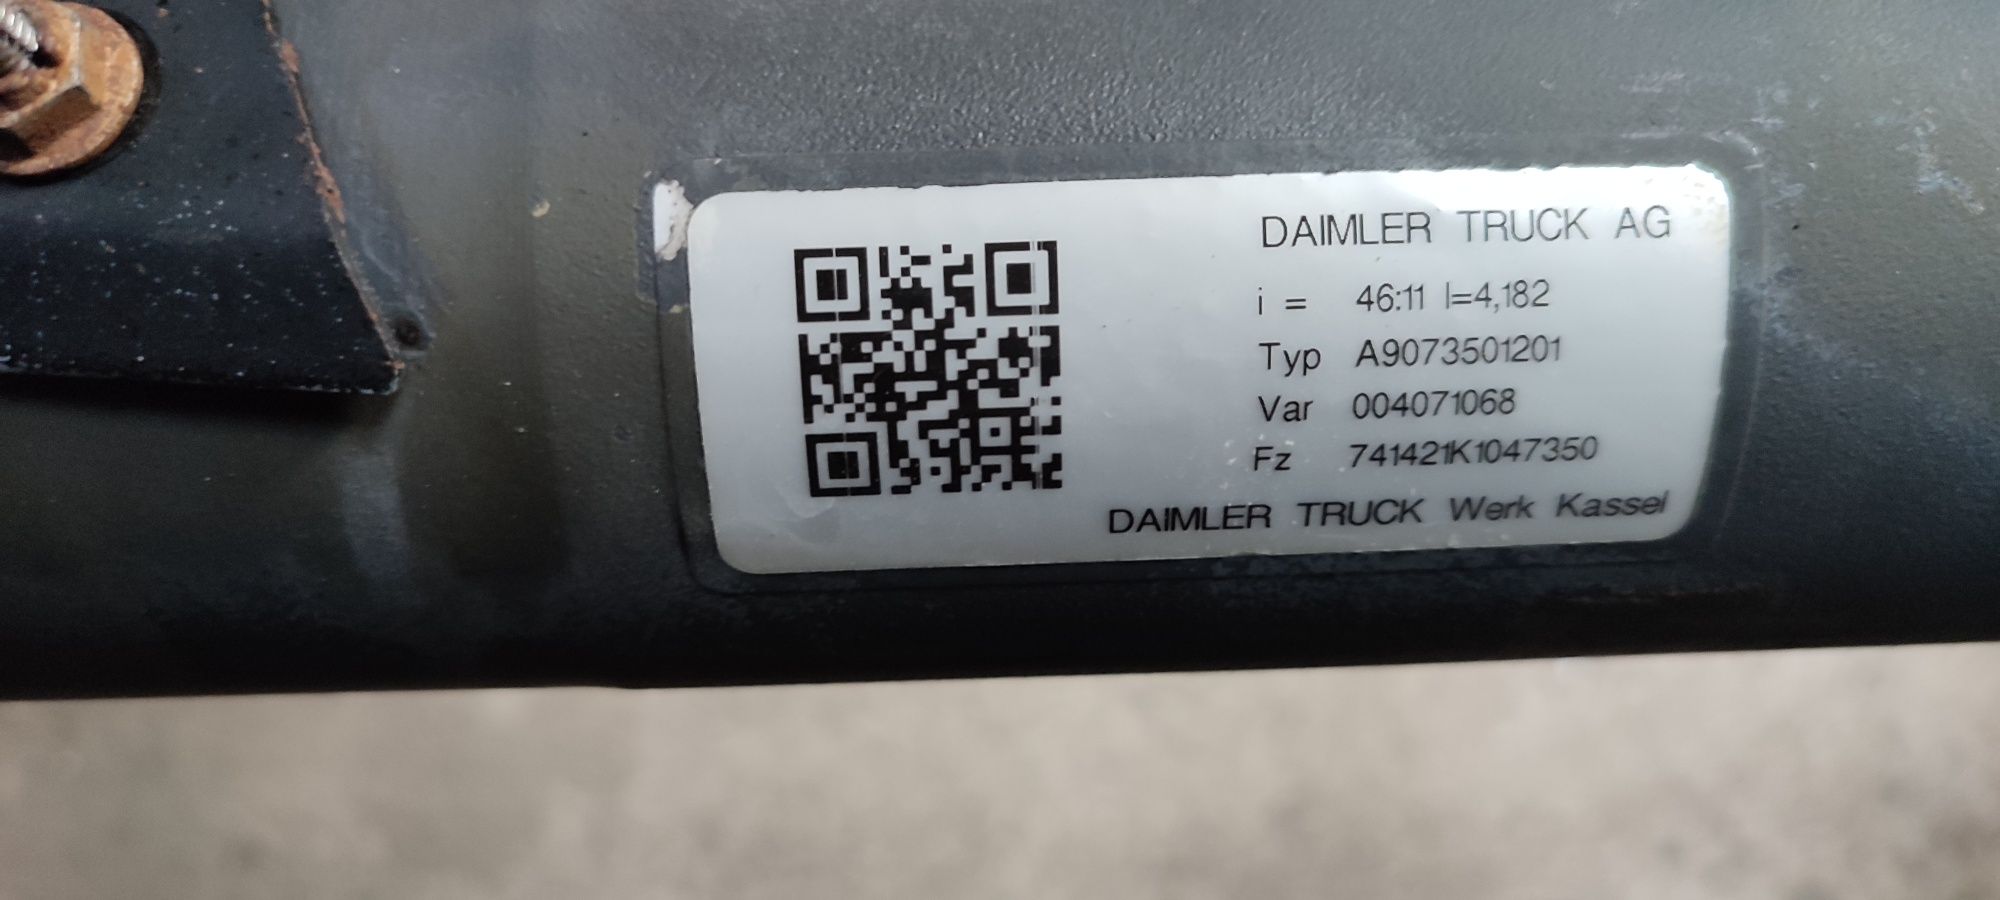 DAIMLER TRUCK AG
i = 46:11 I=4,182
Typ A9073501201
Var 004071068
Fz 741421K1047350
DAIMLER TRUCK Werk Kassel